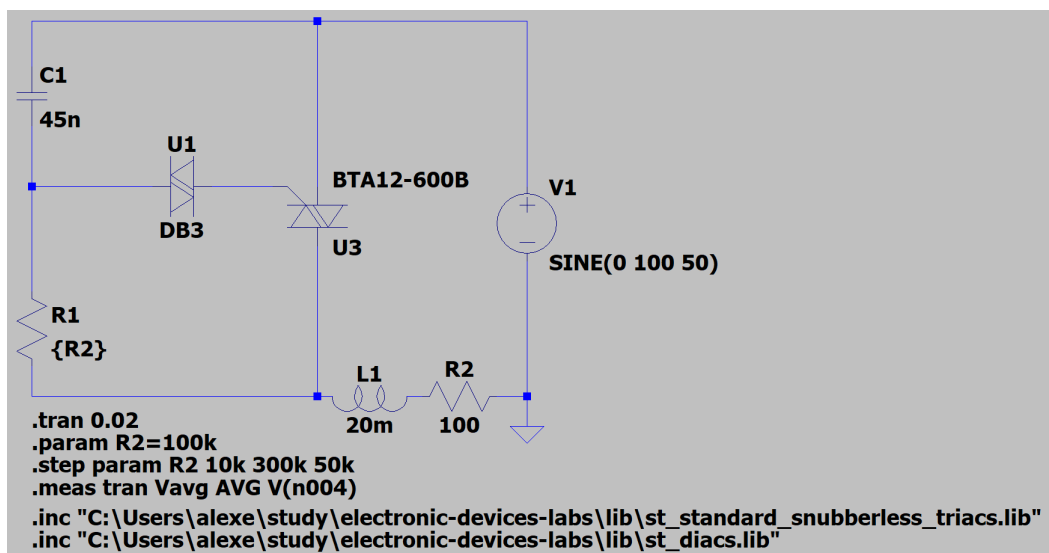 C1
45n
U1
DB3
BTA12-600B
U3
V1
SINE(0 100 50)
R1
{R2}
L1
20m
R2
100
.tran 0.02
.param R2=100k
.step param R2 10k 300k 50k
.meas tran Vavg AVG V(n004)
.inc "C:\Users\alexe\study\electronic-devices-labs\lib\st_standard_snubberless_triacs.lib"
.inc "C:\Users\alexe\study\electronic-devices-labs\lib\st_diacs.lib"